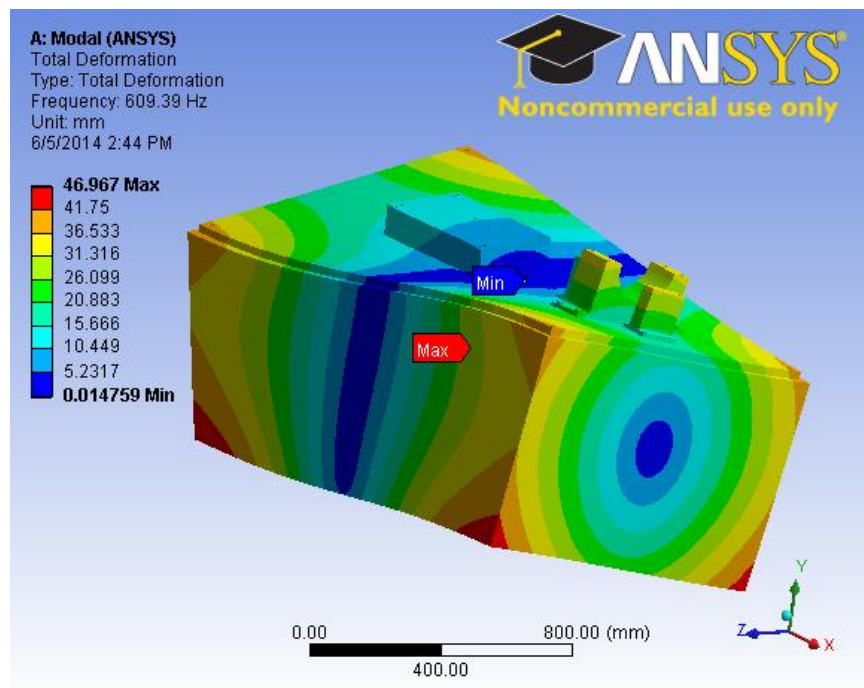 A: Modal (ANSYS)
Total Deformation
Type: Total Deformation
Frequency: 609.39 Hz
Unit: mm
6/5/2014 2:44 PM
ANSYS®
Noncommercial use only
46.967 Max
41.75
36.533
31.316
26.099
20.883
15.666
10.449
5.2317
0.014759 Min
Min
Max
0.00 800.00 (mm)
400.00
Y
Z
X